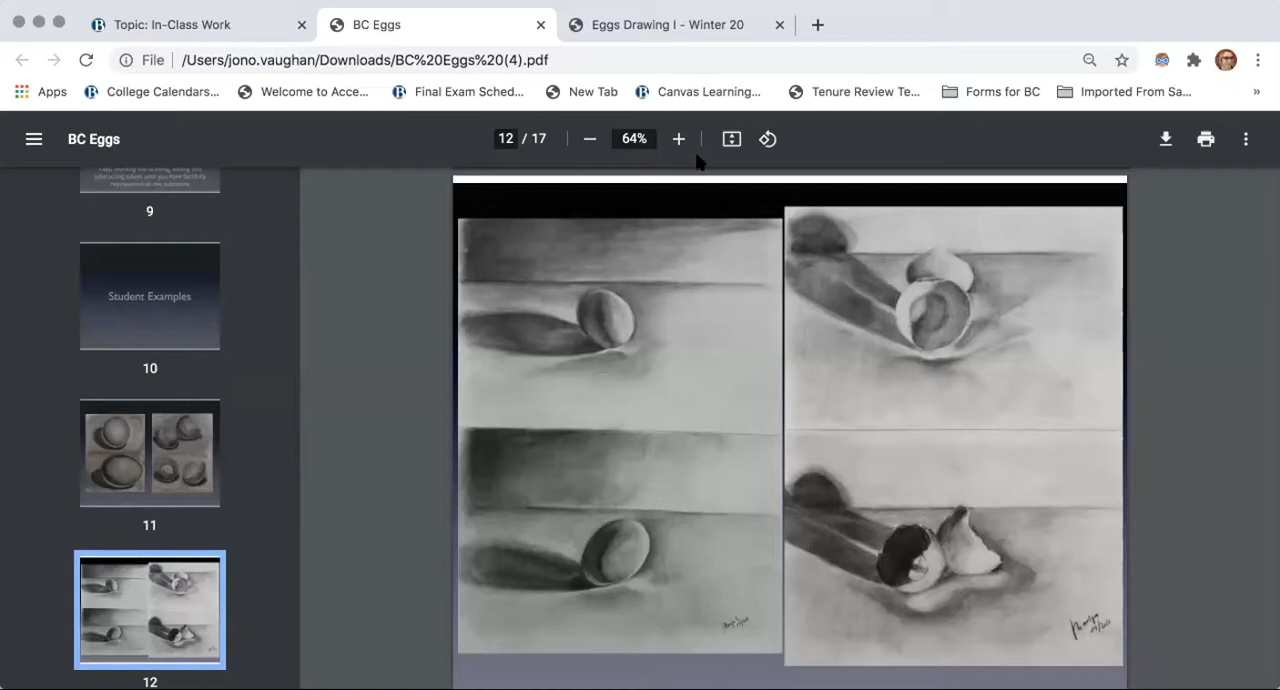 Topic: In-Class Work
BC Eggs
Eggs Drawing I - Winter 20
File /Users/jono.vaughan/Downloads/BC%20Eggs%20(4).pdf
Apps College Calendars... Welcome to Acce... Final Exam Sched... New Tab Canvas Learning... Tenure Review Te... Forms for BC Imported From Sa... »
BC Eggs 12 / 17 64%
9
Student Examples
10
11
12